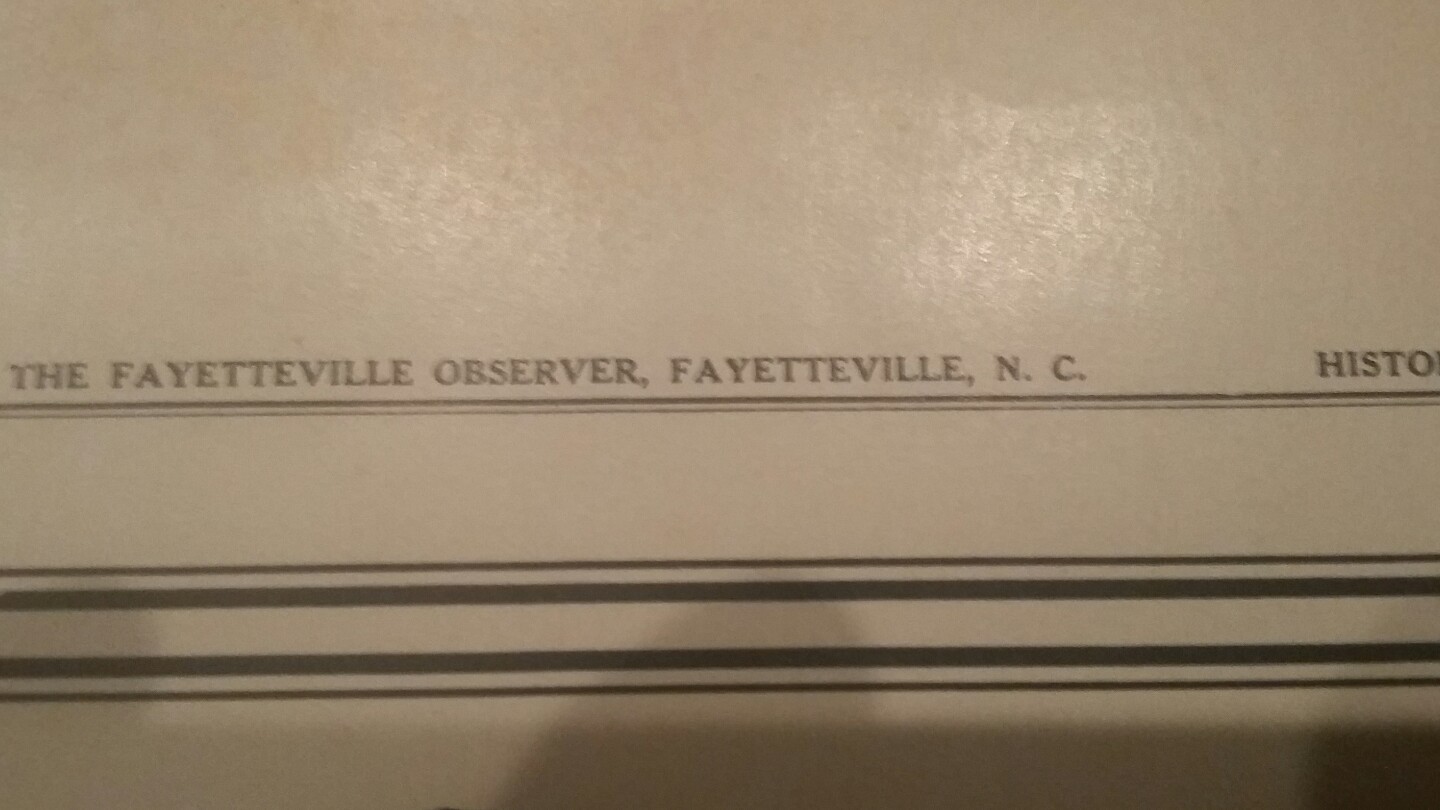 THE FAYETTEVILLE OBSERVER, FAYETTEVILLE, N. C. HISTO